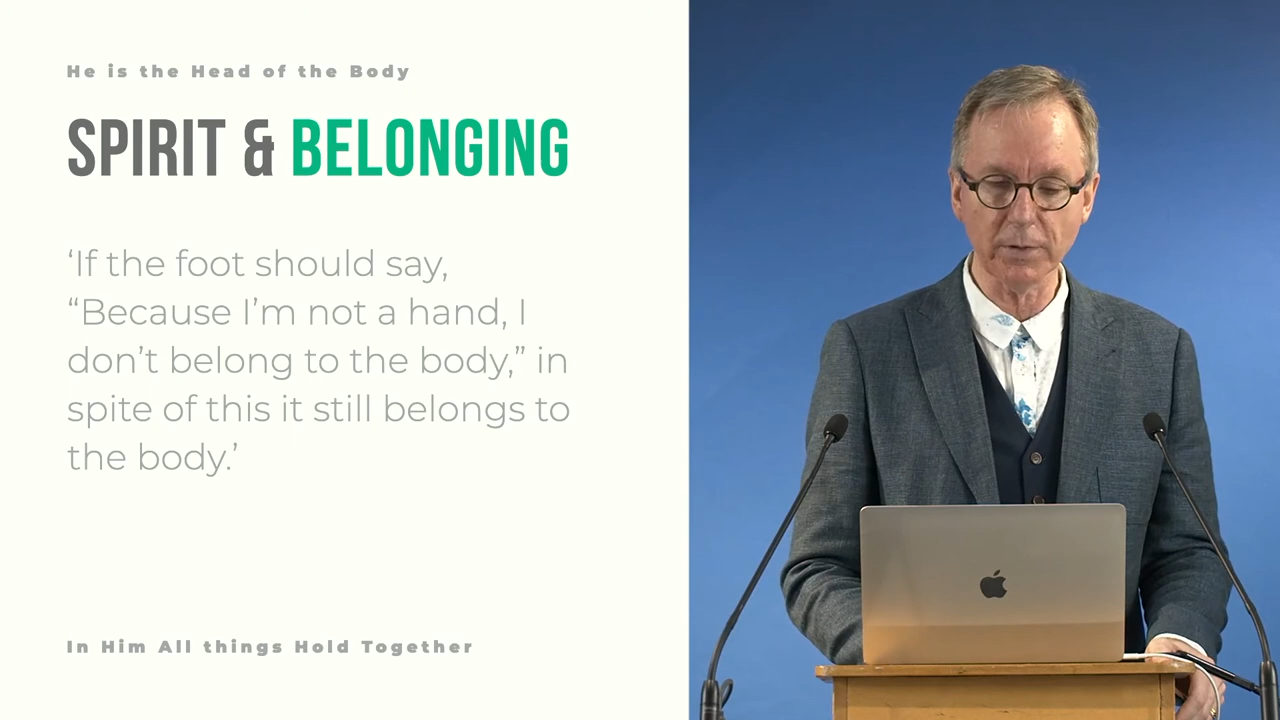 He is the Head of the Body
SPIRIT & BELONGING
‘If the foot should say,
“Because I’m not a hand, I
don’t belong to the body,” in
spite of this it still belongs to
the body.’
In Him All things Hold Together